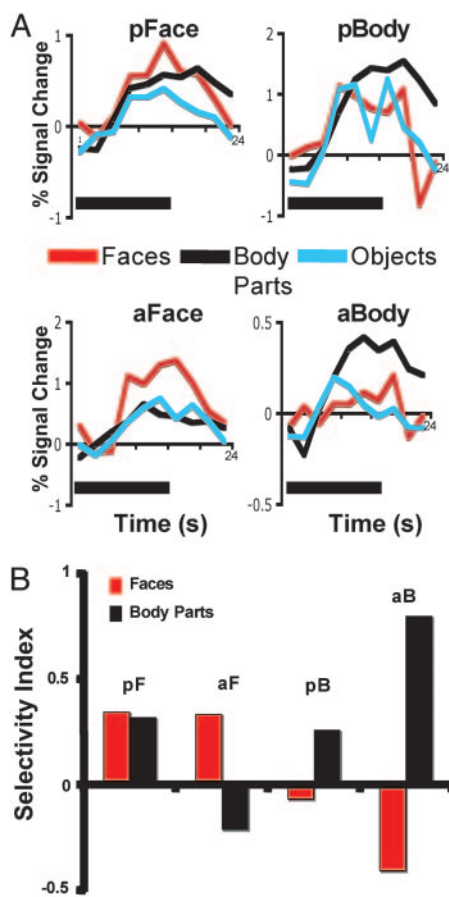 A
pFace
pBody
% Signal Change
1
0
-1
1
24
2
1
0
-1
24
Faces
Body Parts
Objects
aFace
aBody
% Signal Change
2
1
0
-1
24
0.5
0
-0.5
24
Time (s)
Time (s)
B
Selectivity Index
1
0.5
0
-0.5
Faces
Body Parts
pF
aF
pB
aB